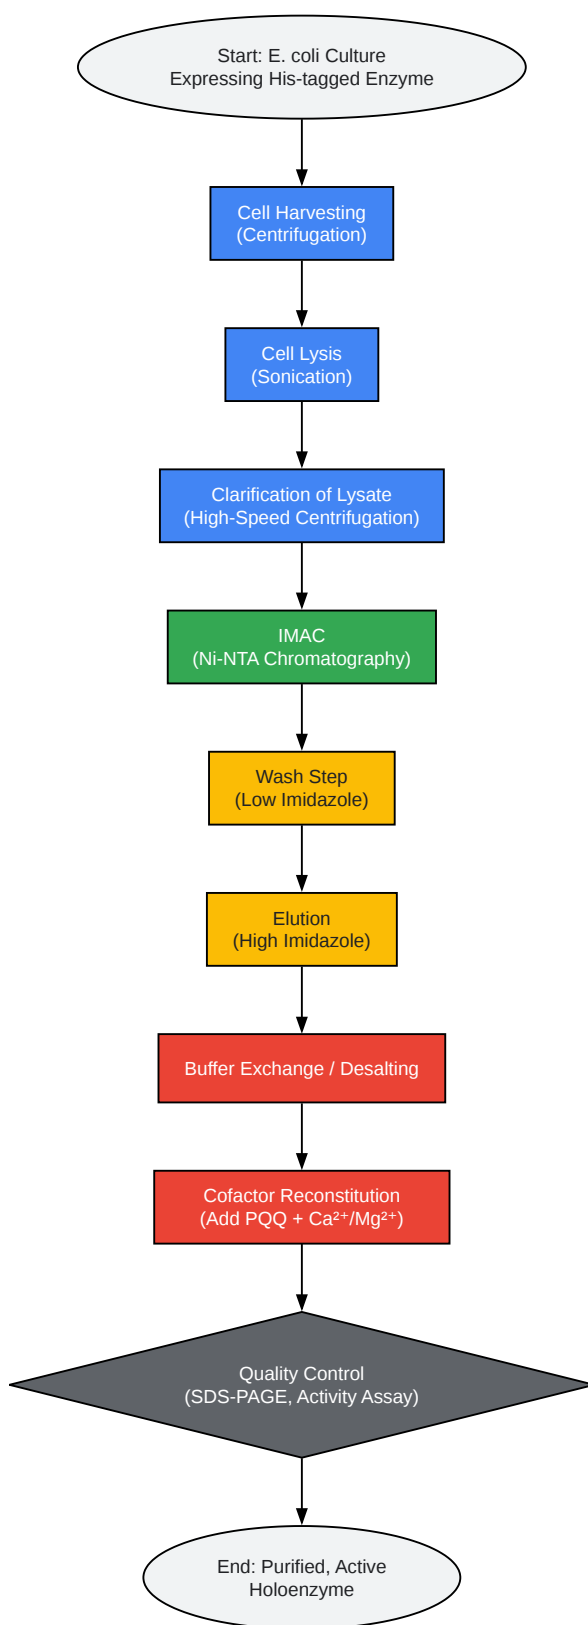 Start: E. coli Culture
Expressing His-tagged Enzyme
Cell Harvesting
(Centrifugation)
Cell Lysis
(Sonication)
Clarification of Lysate
(High-Speed Centrifugation)
IMAC
(Ni-NTA Chromatography)
Wash Step
(Low Imidazole)
Elution
(High Imidazole)
Buffer Exchange / Desalting
Cofactor Reconstitution
(Add PQQ + Ca²⁺/Mg²⁺)
Quality Control
(SDS-PAGE, Activity Assay)
End: Purified, Active
Holoenzyme